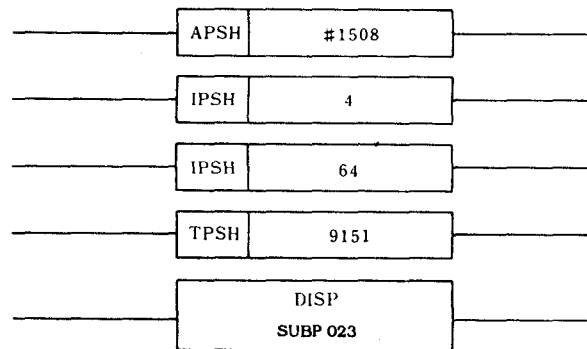 APSH #1508
IPSH 4
IPSH 64
TPSH 9151
DISP
SUBP 023